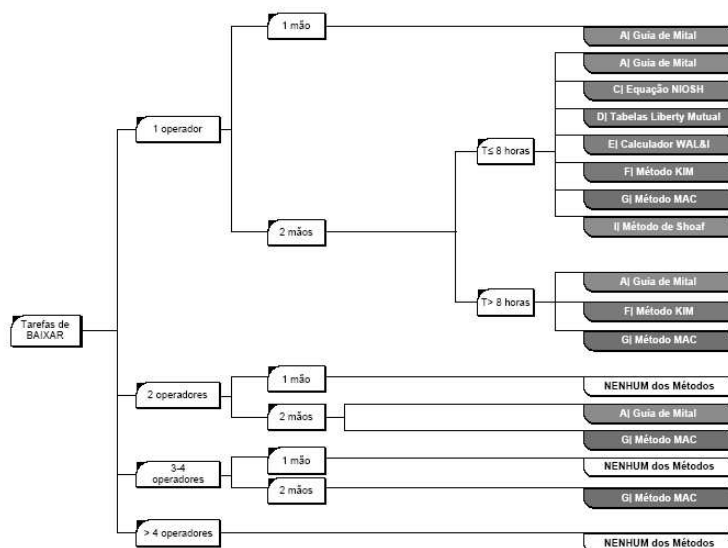 1 mão
A| Guia de Mital
A| Guia de Mital
C| Equação NIOSH
D| Tabelas Liberty Mutual
1 operador
T≤ 8 horas
E| Calculador WAL&I
F| Método KIM
G| Método MAC
2 mãos
I| Método de Shoaf
A| Guia de Mital
T> 8 horas
F| Método KIM
Tarefas de
BAIXAR
G| Método MAC
1 mão
NENHUM dos Métodos
2 operadores
2 mãos
A| Guia de Mital
G| Método MAC
1 mão
NENHUM dos Métodos
3-4
operadores
2 mãos
G| Método MAC
> 4 operadores
NENHUM dos Métodos